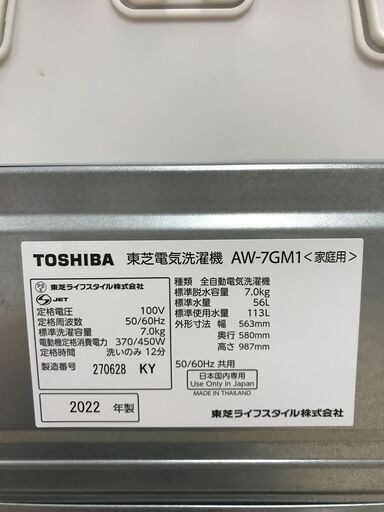 TOSHIBA 東芝電気洗濯機 AW-7GM1<家庭用>
JET
定格電圧 100V
定格周波数 50/60Hz
標準洗濯容量 7.0kg
電動機定格消費電力 370/450W
定格時間 洗いのみ 12分
製造番号 270628 KY
2022 年製
種類 全自動電気洗濯機
標準脱水容量 7.0kg
標準水量 56L
標準使用水量 113L
外形寸法 幅 563mm
奥行 580mm
高さ 987mm
50/60Hz 共用
日本国内専用
Use Only in Japan
MADE IN THAILAND
東芝ライフスタイル株式会社
東芝ライフスタイル株式会社